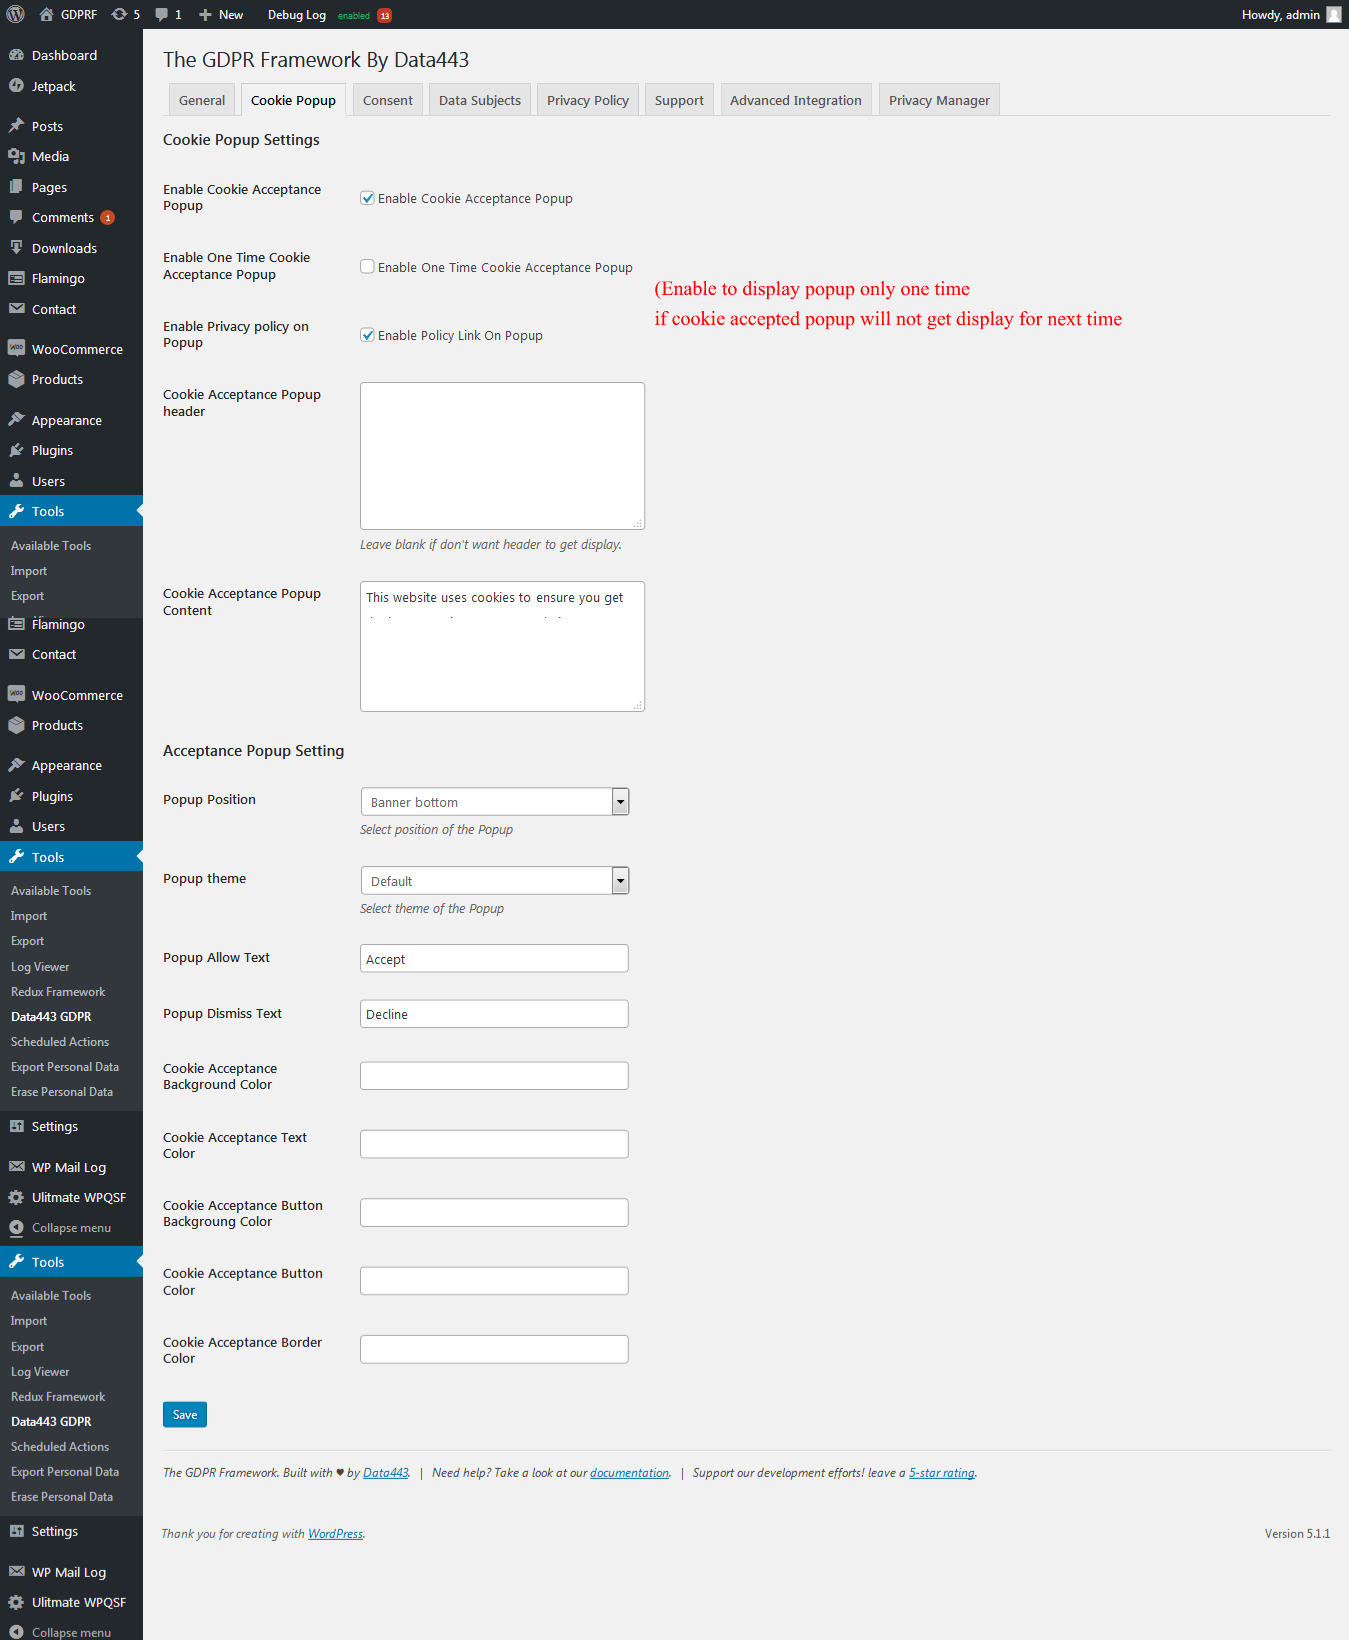 GDPRF 5 1 New Debug Log enabled 13 Howdy, admin
Dashboard
Jetpack
Posts
Media
Pages
Comments 1
Downloads
Flamingo
Contact
WooCommerce
Products
Appearance
Plugins
Users
Tools
Available Tools
Import
Export
Flamingo
Contact
WooCommerce
Products
Appearance
Plugins
Users
Tools
Available Tools
Import
Export
Log Viewer
Redux Framework
Data443 GDPR
Scheduled Actions
Export Personal Data
Erase Personal Data
Settings
WP Mail Log
Ulitmate WPQSF
Collapse menu
Tools
Available Tools
Import
Export
Log Viewer
Redux Framework
Data443 GDPR
Scheduled Actions
Export Personal Data
Erase Personal Data
Settings
WP Mail Log
Ulitmate WPQSF
Collapse menu
The GDPR Framework By Data443
General Cookie Popup Consent Data Subjects Privacy Policy Support Advanced Integration Privacy Manager
Cookie Popup Settings
Enable Cookie Acceptance
Popup
Enable Cookie Acceptance Popup
Enable One Time Cookie
Acceptance Popup
Enable One Time Cookie Acceptance Popup
(Enable to display popup only one time
if cookie accepted popup will not get display for next time
Enable Privacy policy on
Popup
Enable Policy Link On Popup
Cookie Acceptance Popup
header
Leave blank if don't want header to get display.
Cookie Acceptance Popup
Content
This website uses cookies to ensure you get
Acceptance Popup Setting
Popup Position
Banner bottom
Select position of the Popup
Popup theme
Default
Select theme of the Popup
Popup Allow Text
Accept
Popup Dismiss Text
Decline
Cookie Acceptance
Background Color
Cookie Acceptance Text
Color
Cookie Acceptance Button
Backgroung Color
Cookie Acceptance Button
Color
Cookie Acceptance Border
Color
Save
The GDPR Framework. Built with ♥ by Data443. | Need help? Take a look at our documentation. | Support our development efforts! leave a 5-star rating.
Thank you for creating with WordPress.
Version 5.1.1